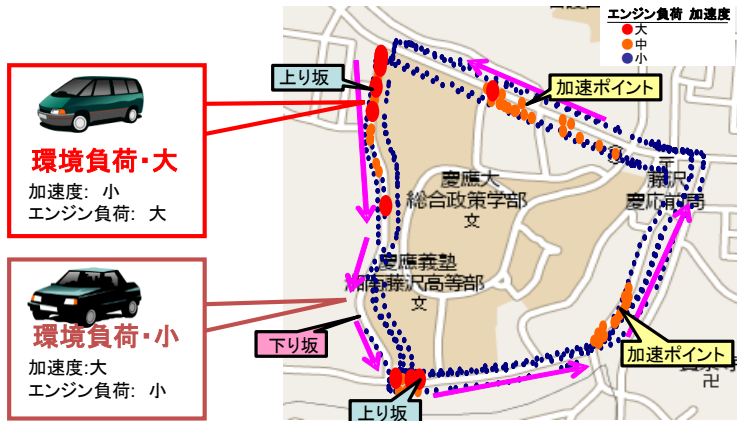 エンジン負荷 加速度
大
中
小
上り坂
加速ポイント
環境負荷・大
加速度: 小
エンジン負荷: 大
慶應大
総合政策学部
文
藤沢
慶応前局
慶應義塾
湘南藤沢高等部
文
環境負荷・小
加速度:大
エンジン負荷: 小
下り坂
加速ポイント
上り坂